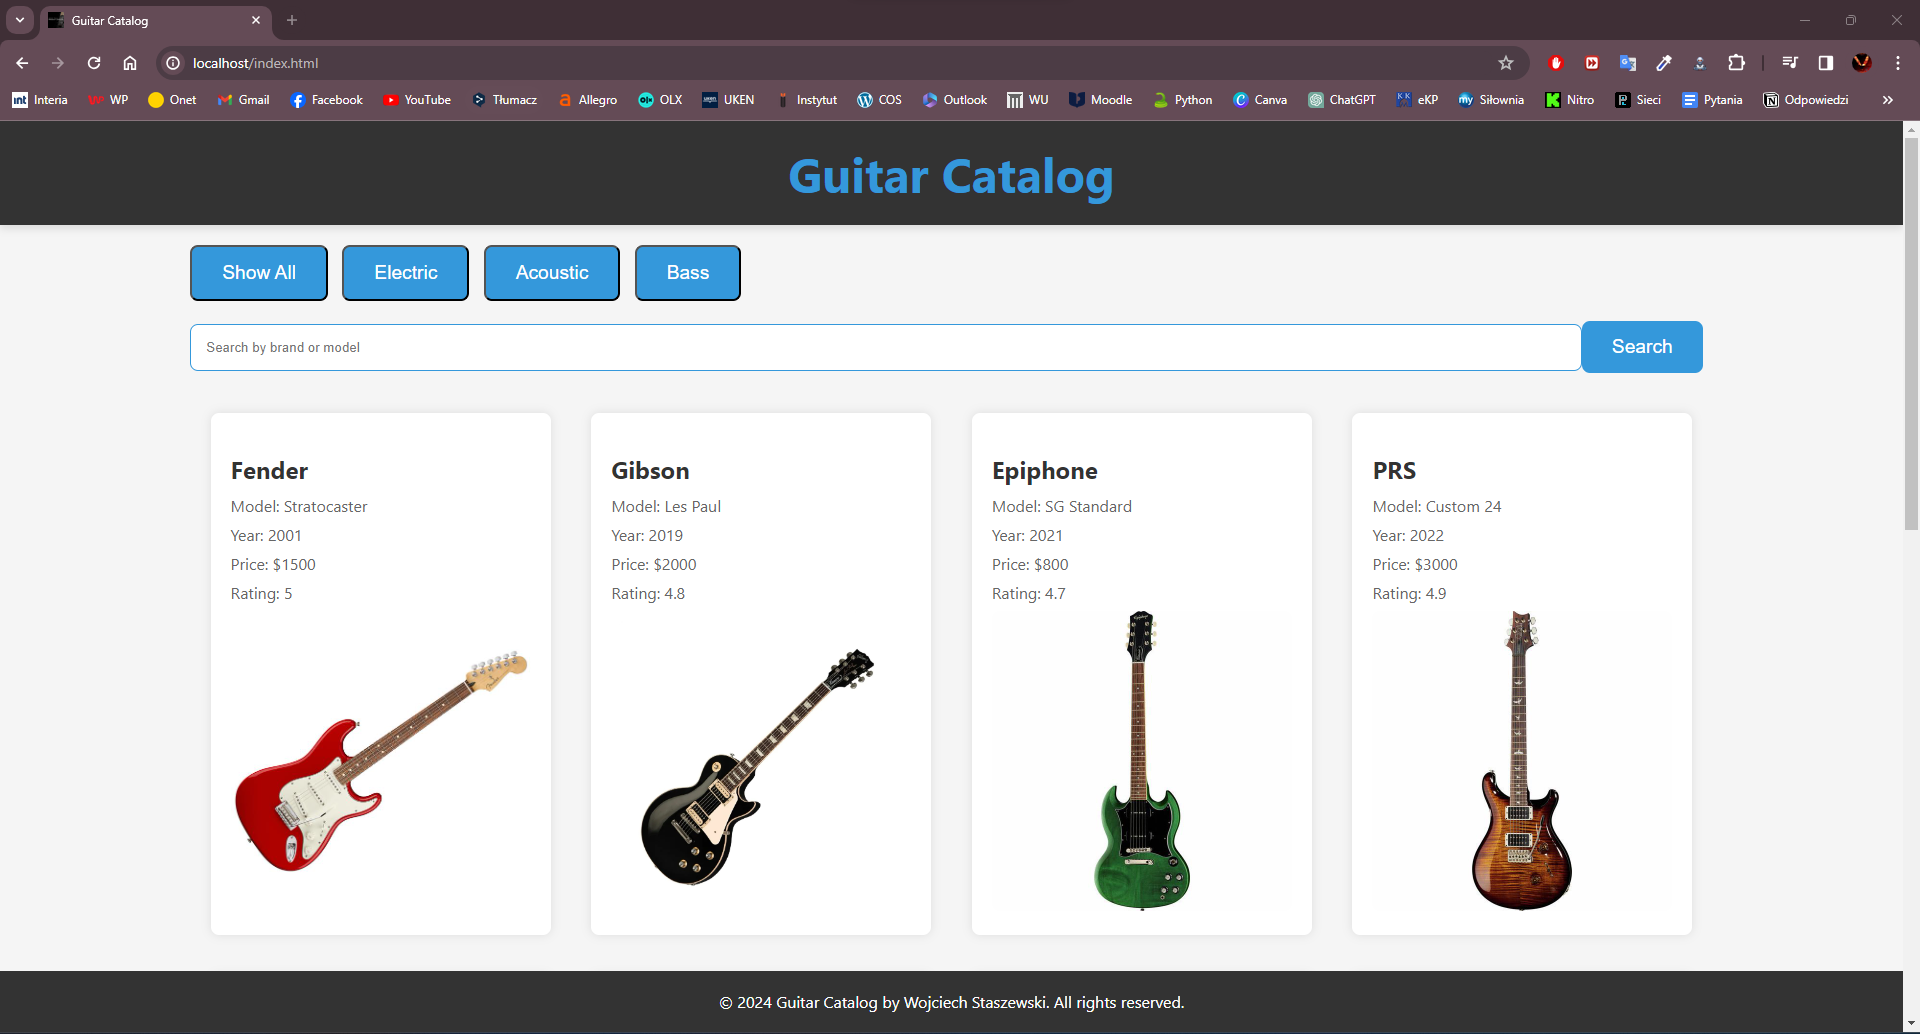 Guitar Catalog
localhost/index.html
Interia WP Onet Gmail Facebook YouTube Tłumacz Allegro OLX UKEN Instytut COS Outlook WU Moodle Python Canva ChatGPT eKP Siłownia Nitro Sieci Pytania Odpowiedzi
Guitar Catalog
Show All Electric Acoustic Bass
Search by brand or model Search
Fender
Model: Stratocaster
Year: 2001
Price: $1500
Rating: 5
Gibson
Model: Les Paul
Year: 2019
Price: $2000
Rating: 4.8
Epiphone
Model: SG Standard
Year: 2021
Price: $800
Rating: 4.7
PRS
Model: Custom 24
Year: 2022
Price: $3000
Rating: 4.9
© 2024 Guitar Catalog by Wojciech Staszewski. All rights reserved.